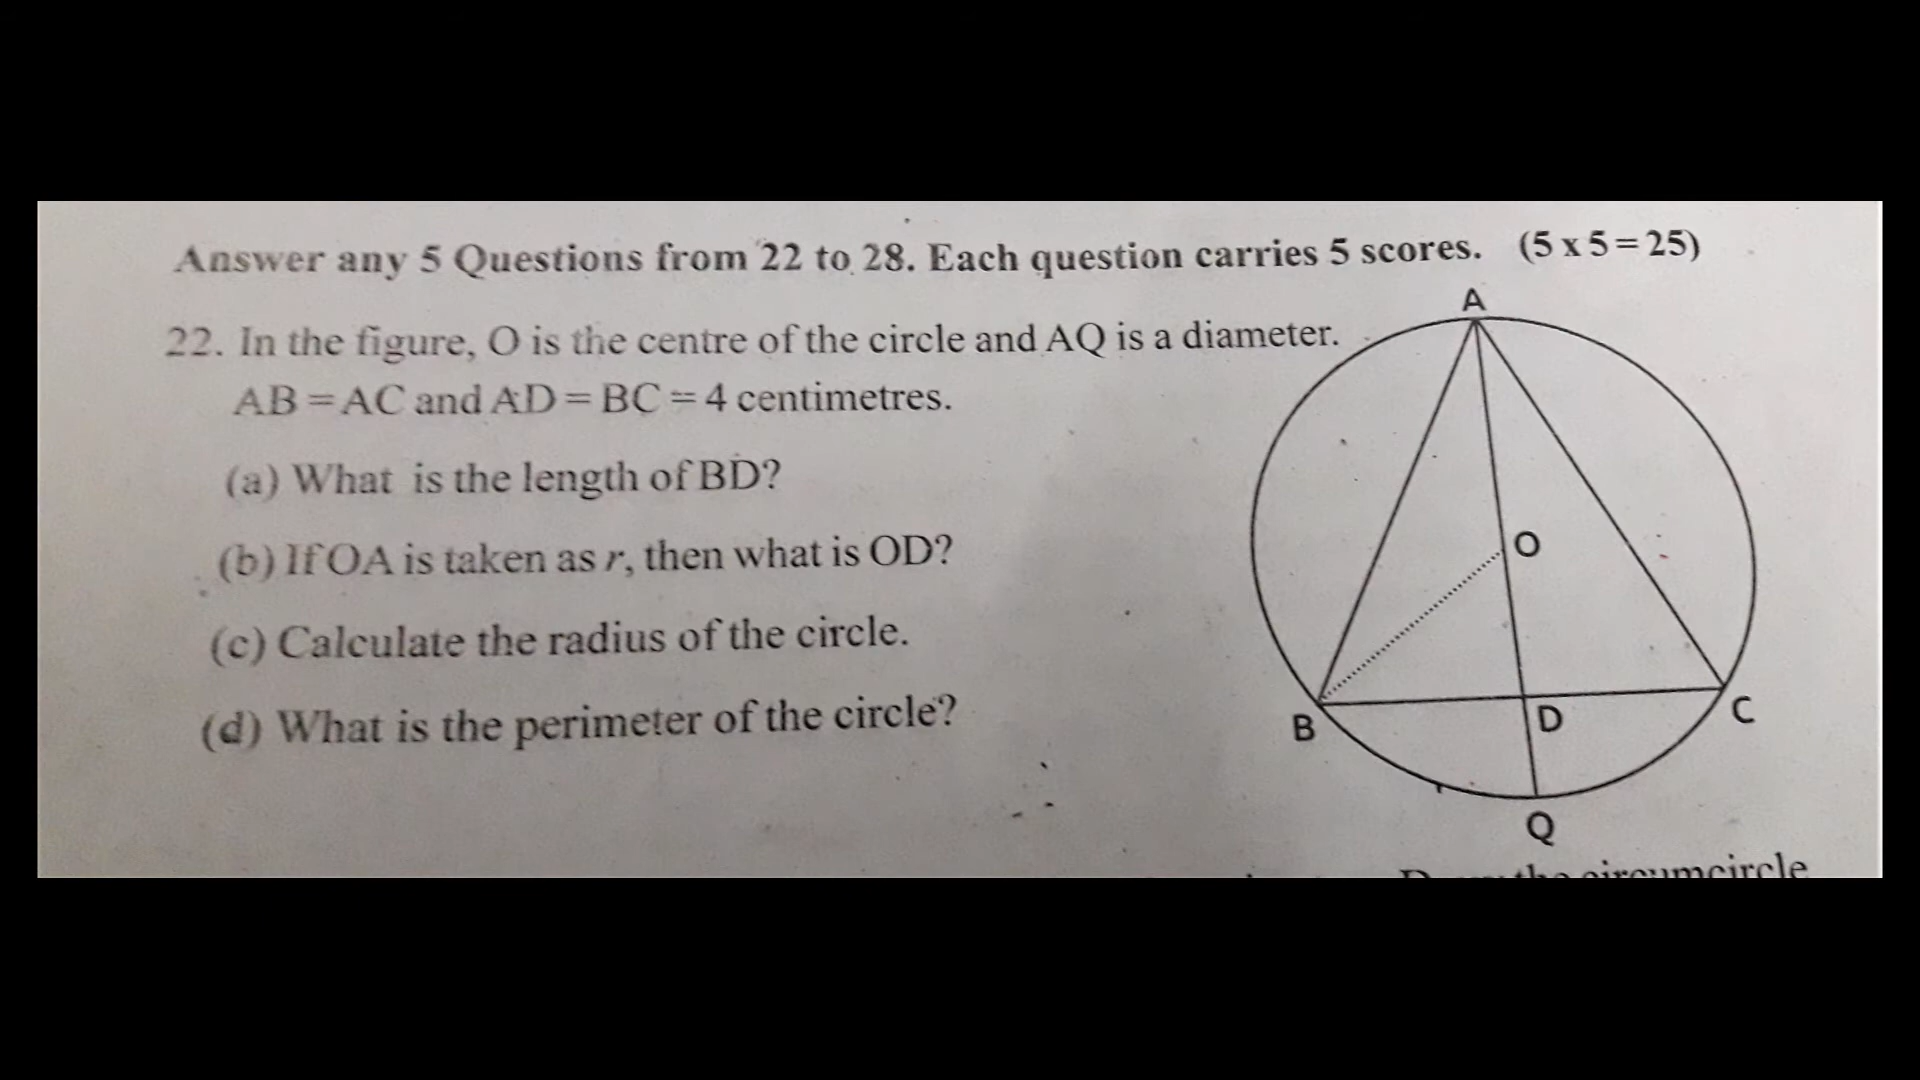 Answer any 5 Questions from 22 to 28. Each question carries 5 scores. (5 x 5 = 25)
22. In the figure, O is the centre of the circle and AQ is a diameter.
AB = AC and AD = BC = 4 centimetres.
(a) What is the length of BD?
(b) If OA is taken as r, then what is OD?
(c) Calculate the radius of the circle.
(d) What is the perimeter of the circle?
A
O
B
D
C
Q
circumcircle